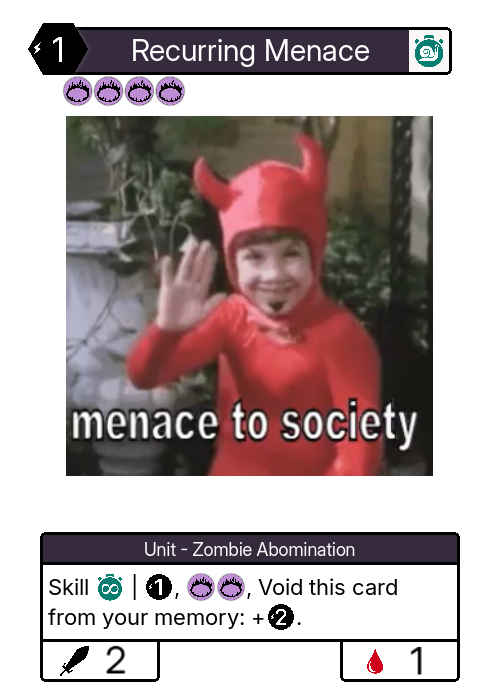 1 Recurring Menace
menace to society
Unit - Zombie Abomination
Skill | 1, , Void this card
from your memory: +2.
2 1